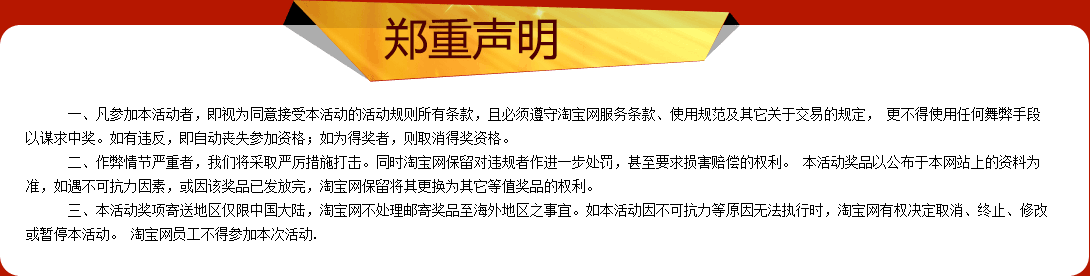 郑重声明
一、凡参加本活动者，即视为同意接受本活动的活动规则所有条款，且必须遵守淘宝网服务条款、使用规范及其它关于交易的规定， 更不得使用任何舞弊手段
以谋求中奖。如有违反，即自动丧失参加资格；如为得奖者，则取消得奖资格。
二、作弊情节严重者，我们将采取严厉措施打击。同时淘宝网保留对违规者作进一步处罚，甚至要求损害赔偿的权利。 本活动奖品以公布于本网站上的资料为
准，如遇不可抗力因素，或因该奖品已发放完，淘宝网保留将其更换为其它等值奖品的权利。
三、本活动奖项寄送地区仅限中国大陆，淘宝网不处理邮寄奖品至海外地区之事宜。如本活动因不可抗力等原因无法执行时，淘宝网有权决定取消、终止、修改
或暂停本活动。 淘宝网员工不得参加本次活动.